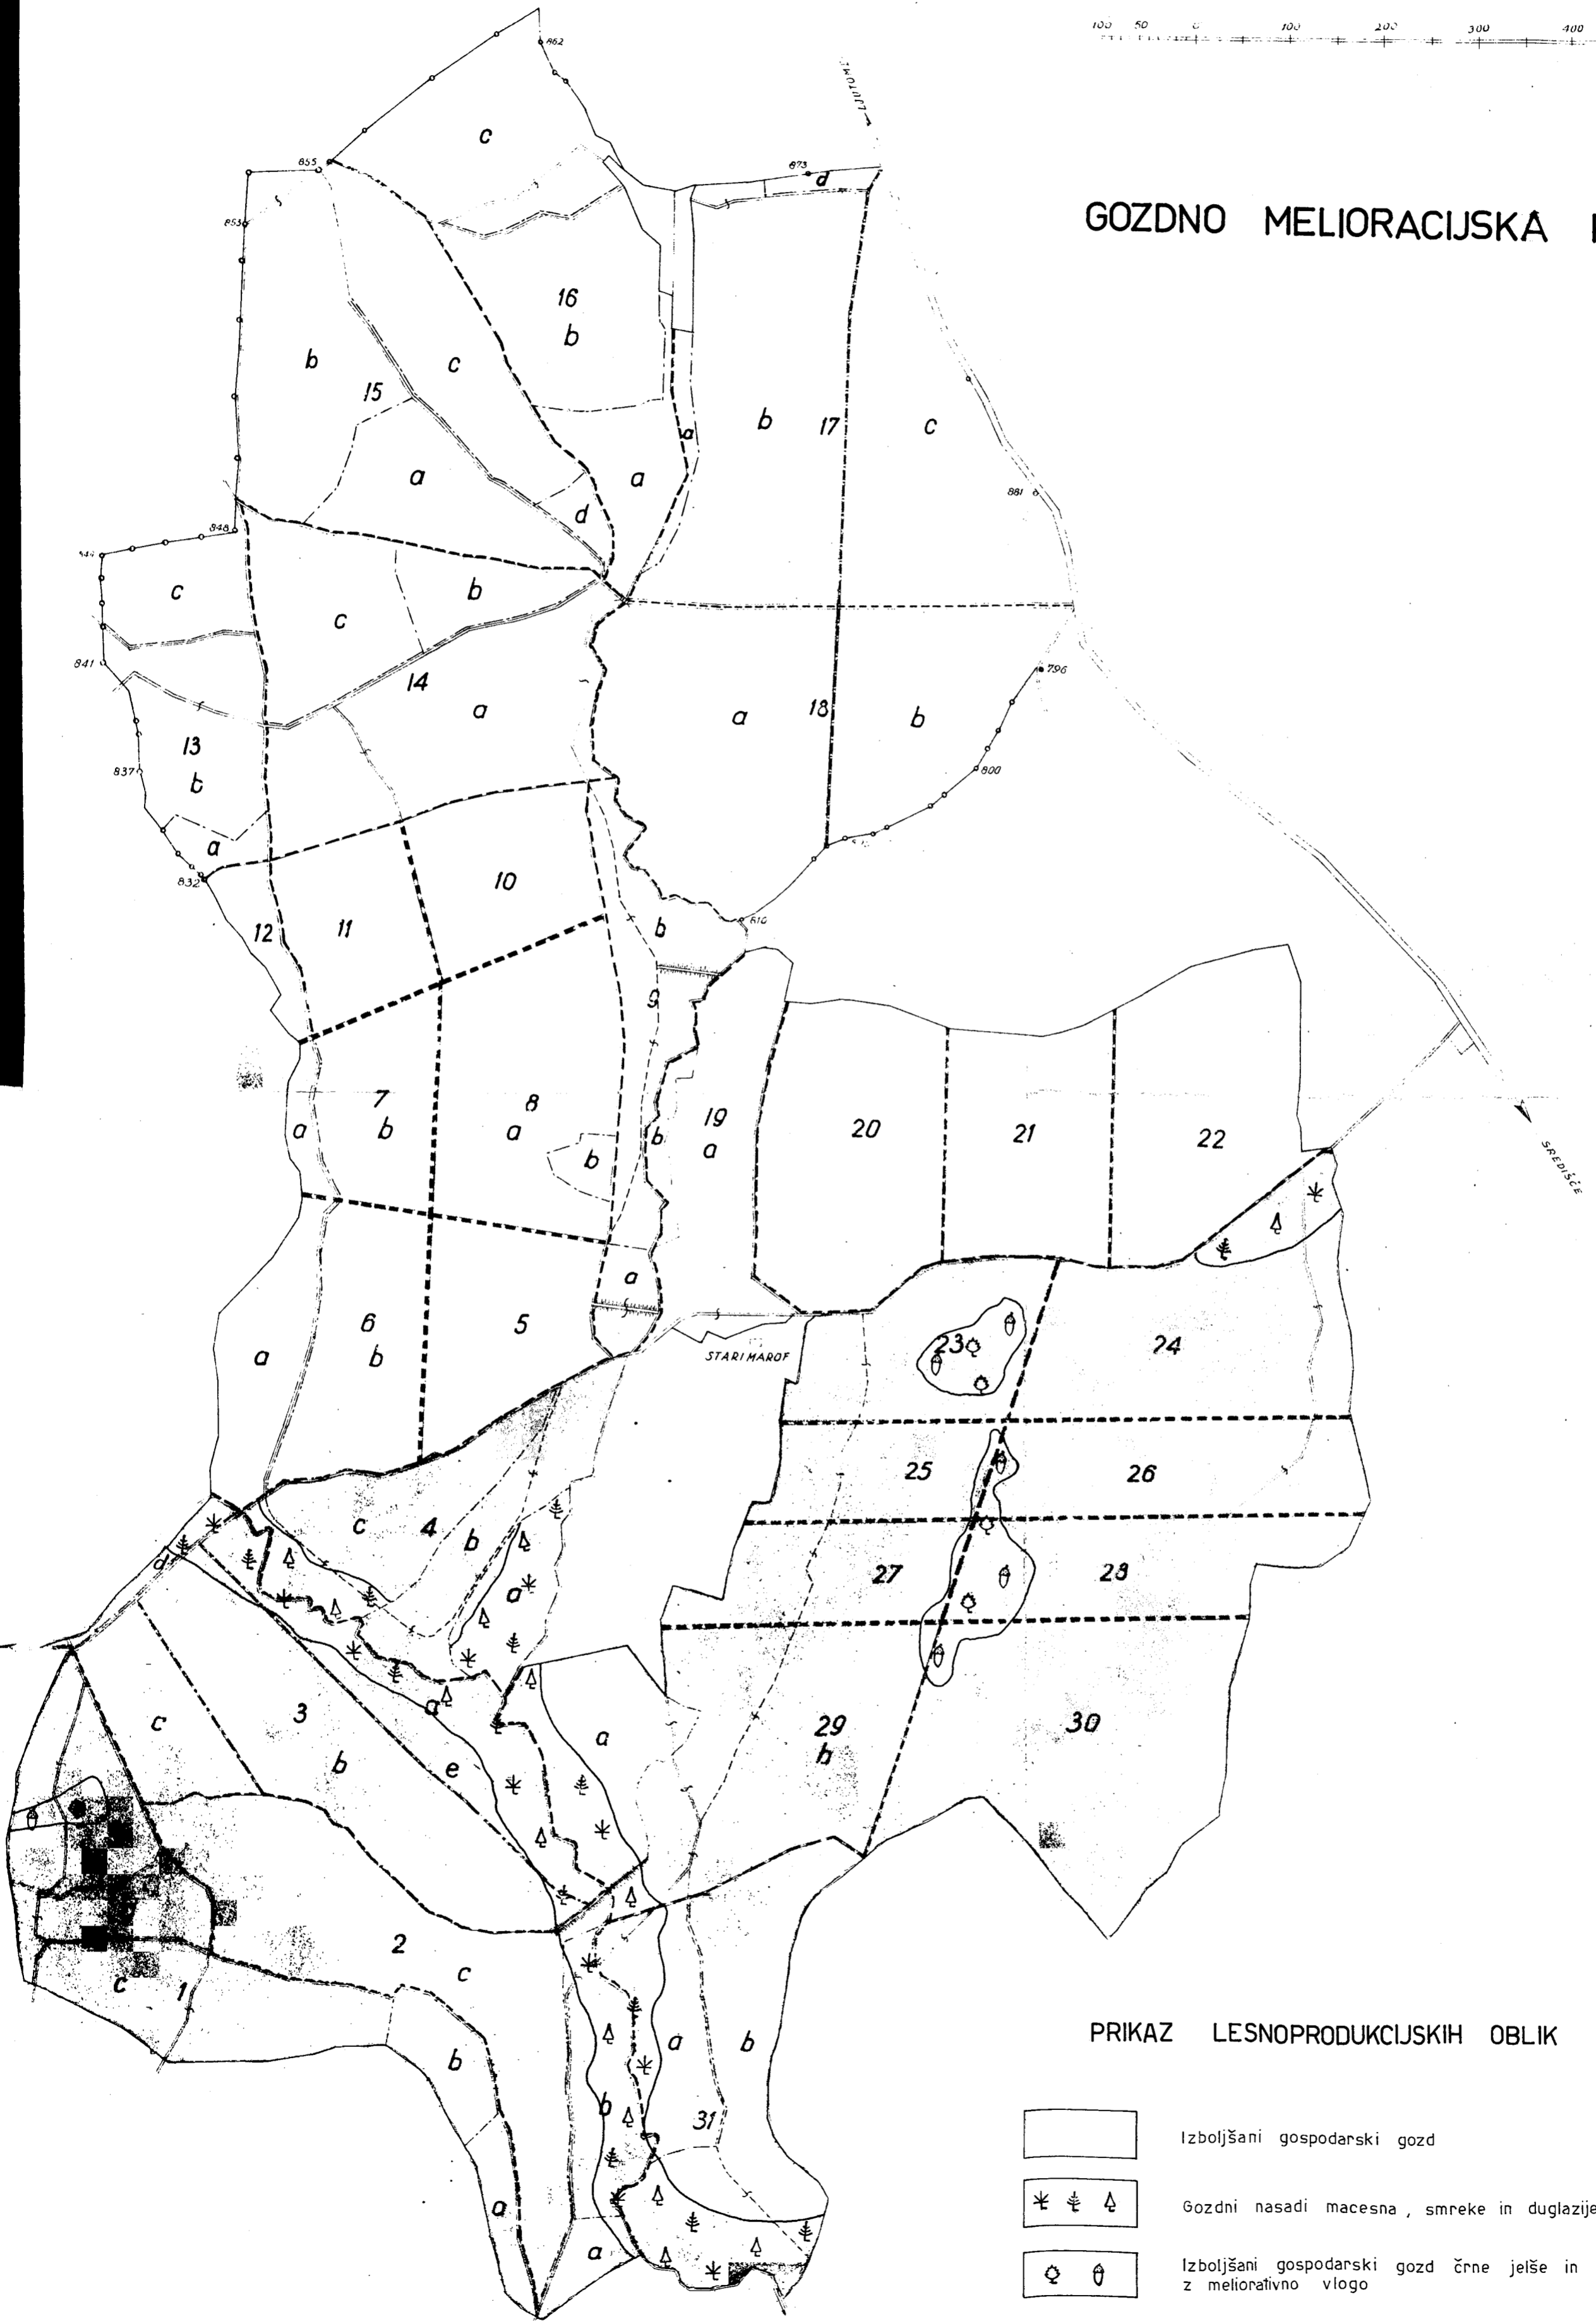 100 50 0 100 200 300 400
862
LJUTOMER
c
855
873
d
853
GOZDNO MELIORACIJSKA
16
b
b
c
15
b
17
c
a
a
a
d
881
848
844
c
b
c
841
14
796
a
a
18
b
13
837
b
800
a
832
10
810
12
11
b
9
7
8
19
20
21
22
a
b
a
b
a
b
SREDIŠČE
a
6
5
23
24
a
b
STARI MAROF
25
26
c
4
b
d
27
28
a
a
c
3
a
29
30
b
b
e
2
c
c
1
a
b
PRIKAZ LESNOPRODUKCIJSKIH OBLIK
b
b
31
Izboljšani gospodarski gozd
a
Gozdni nasadi macesna , smreke in duglazije
a
Izboljšani gospodarski gozd črne jelše in
z meliorativno vlogo